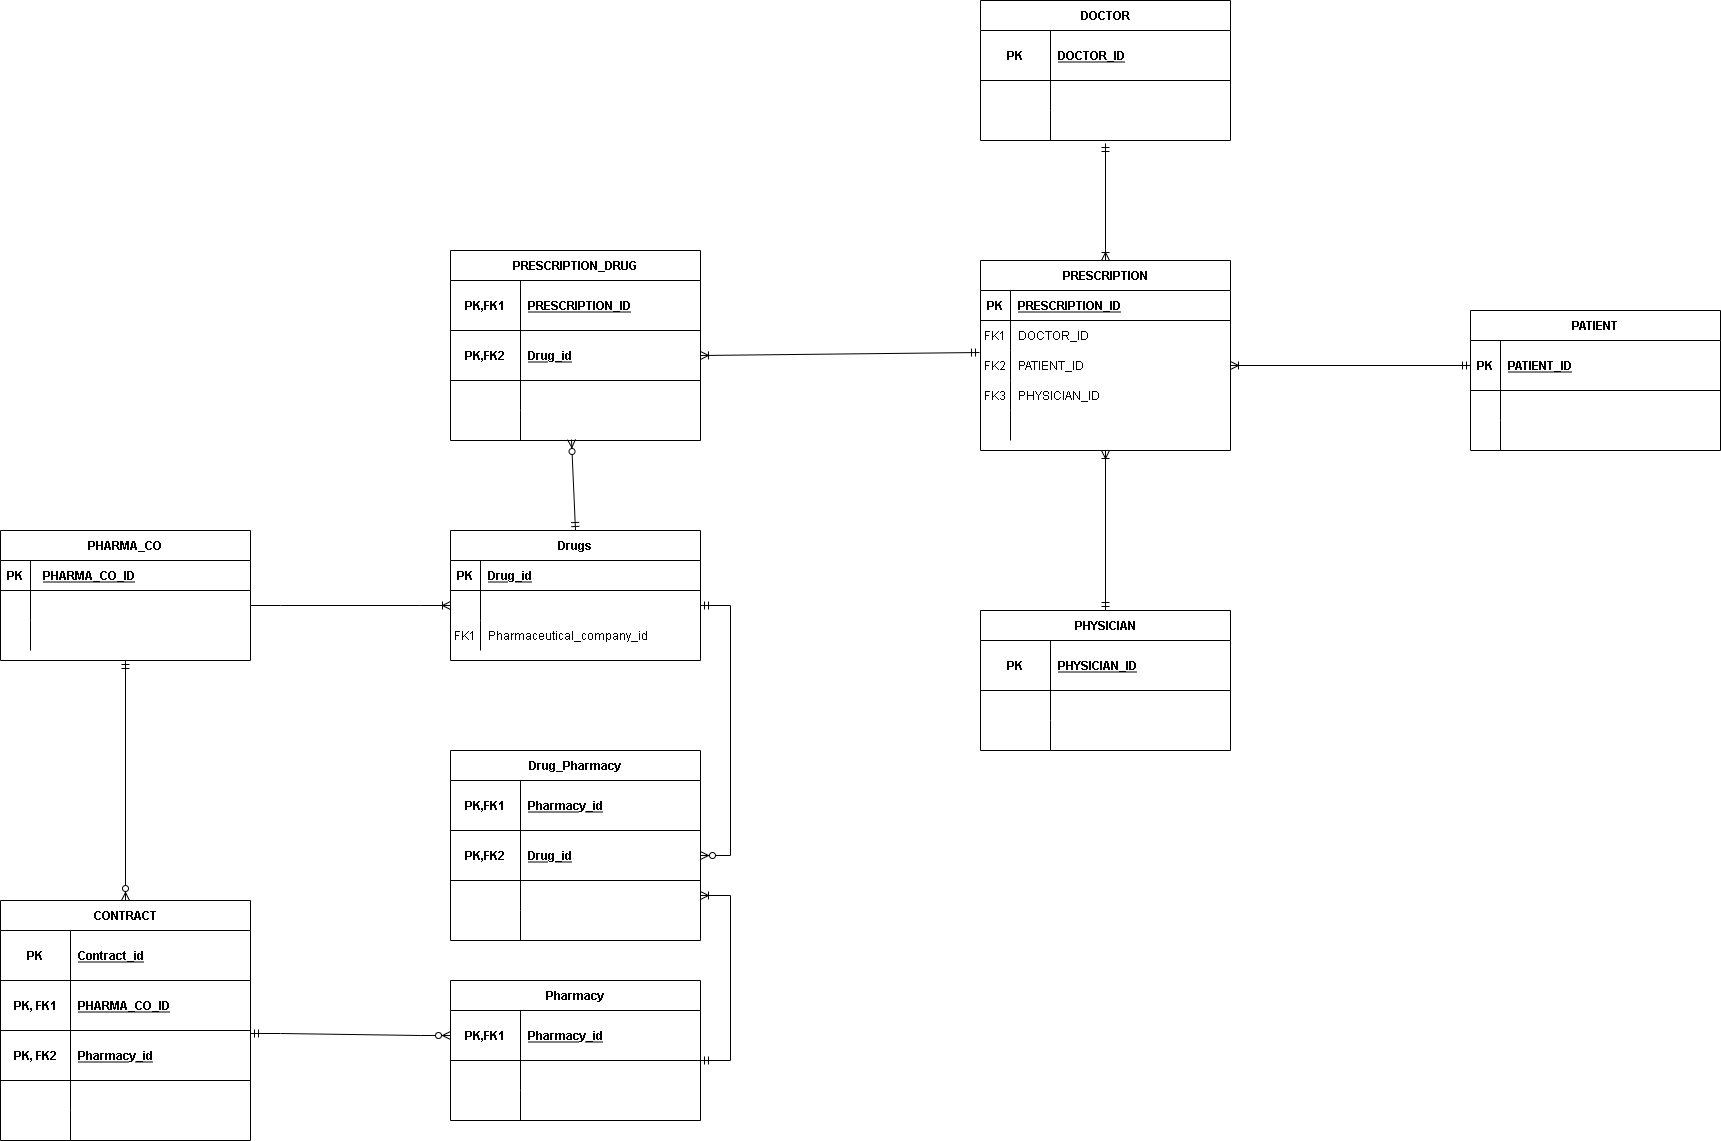 DOCTOR
PK DOCTOR_ID
PRESCRIPTION_DRUG
PK,FK1 PRESCRIPTION_ID
PK,FK2 Drug_id
PRESCRIPTION
PK PRESCRIPTION_ID
FK1 DOCTOR_ID
FK2 PATIENT_ID
FK3 PHYSICIAN_ID
PATIENT
PK PATIENT_ID
PHARMA_CO
PK PHARMA_CO_ID
Drugs
PK Drug_id
FK1 Pharmaceutical_company_id
PHYSICIAN
PK PHYSICIAN_ID
Drug_Pharmacy
PK,FK1 Pharmacy_id
PK,FK2 Drug_id
CONTRACT
PK Contract_id
PK, FK1 PHARMA_CO_ID
PK, FK2 Pharmacy_id
Pharmacy
PK,FK1 Pharmacy_id